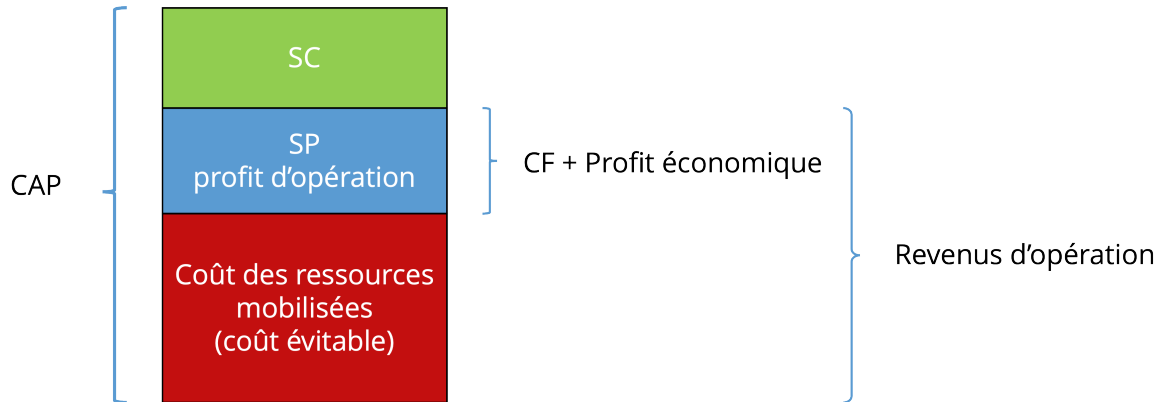 SC
SP
profit d’opération
CF + Profit économique
CAP
Revenus d’opération
Coût des ressources
mobilisées
(coût évitable)